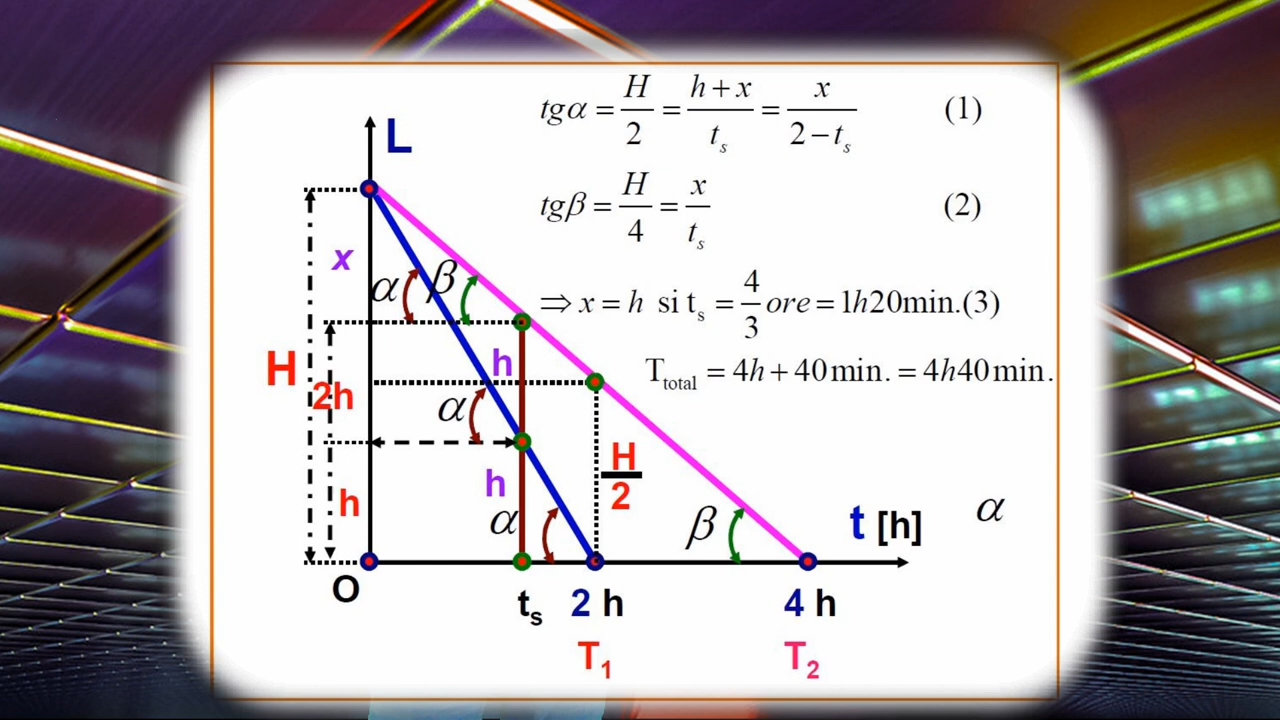 tgα = H/2 = (h + x)/t_s = x/(2 − t_s) (1)
L
tgβ = H/4 = x/t_s (2)
x
α β
⇒ x = h si t_s = 4/3 ore = 1h20min.(3)
H
2h
h
T_total = 4h + 40 min. = 4h40 min.
α
H/2
h
h
α
β
t [h]
α
O
t_s 2 h 4 h
T_1 T_2